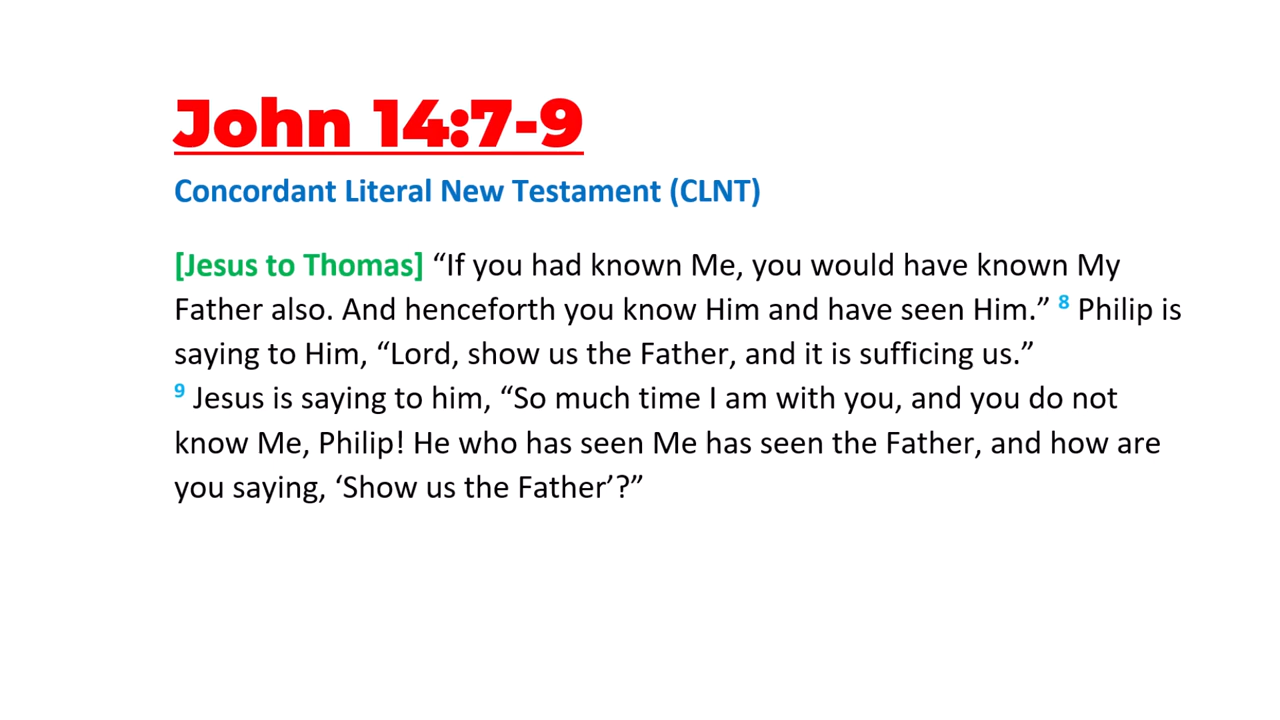 John 14:7-9
Concordant Literal New Testament (CLNT)
[Jesus to Thomas] “If you had known Me, you would have known My
Father also. And henceforth you know Him and have seen Him.” 8 Philip is
saying to Him, “Lord, show us the Father, and it is sufficing us.”
9 Jesus is saying to him, “So much time I am with you, and you do not
know Me, Philip! He who has seen Me has seen the Father, and how are
you saying, ‘Show us the Father’?”